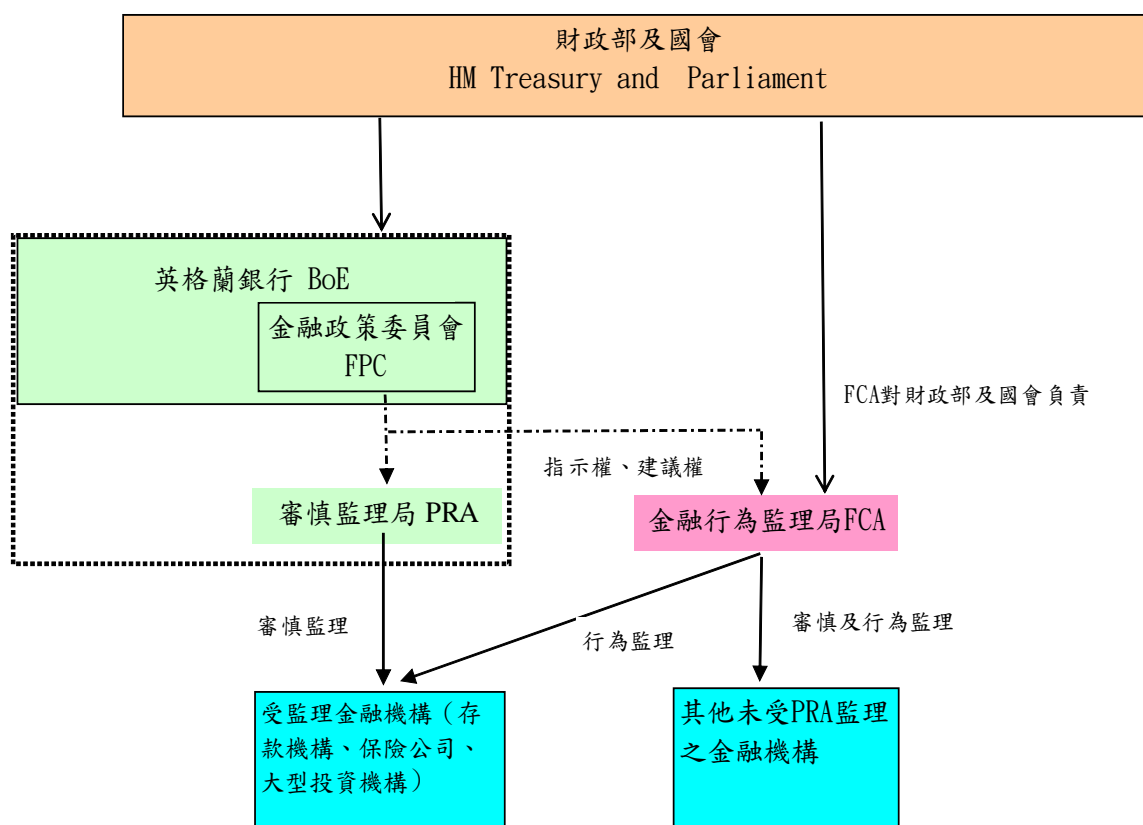 財政部及國會
HM Treasury and Parliament
英格蘭銀行 BoE
金融政策委員會
FPC
FCA對財政部及國會負責
指示權、建議權
審慎監理局 PRA
金融行為監理局FCA
審慎監理
行為監理
審慎及行為監理
受監理金融機構（存
款機構、保險公司、
大型投資機構）
其他未受PRA監理
之金融機構